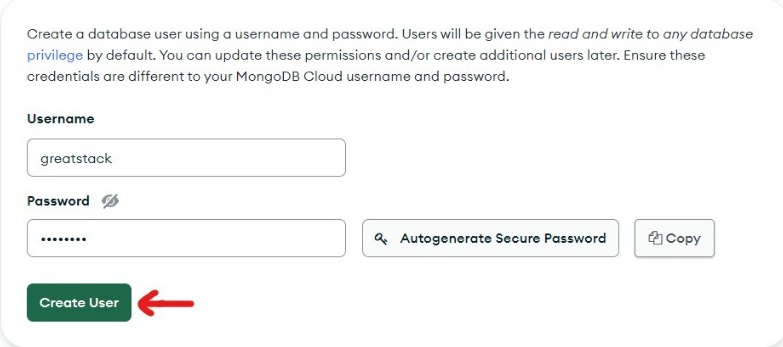 Create a database user using a username and password. Users will be given the read and write to any database
privilege by default. You can update these permissions and/or create additional users later. Ensure these
credentials are different to your MongoDB Cloud username and password.
Username
greatstack
Password
••••••••
Autogenerate Secure Password
Copy
Create User